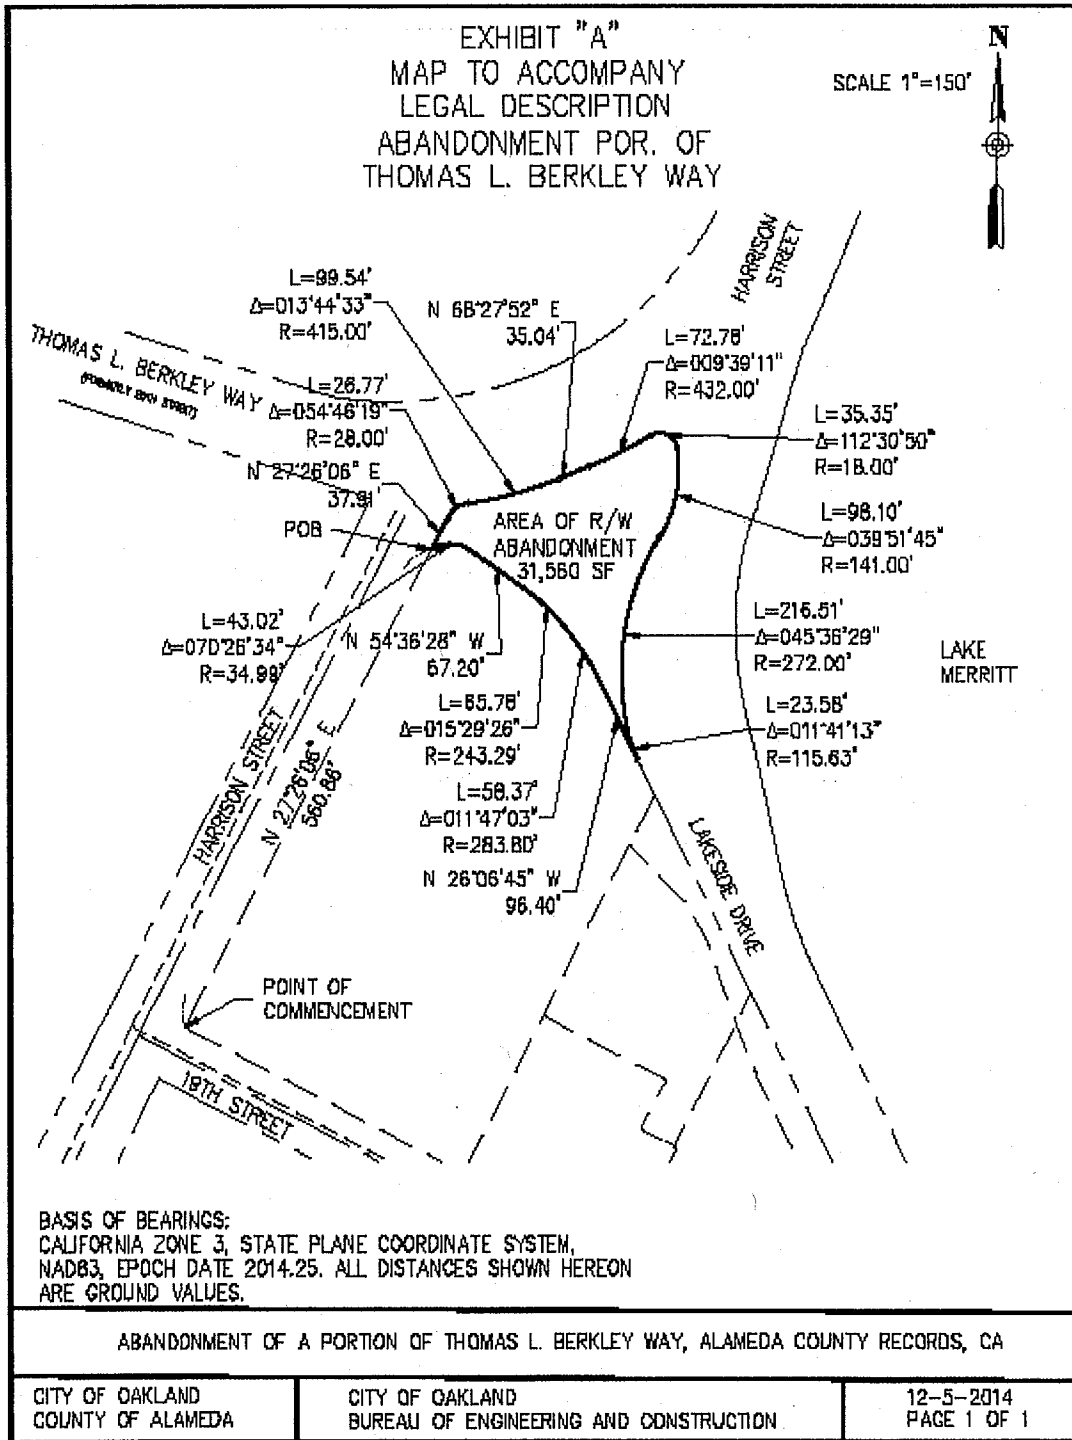 EXHIBIT "A"
MAP TO ACCOMPANY
LEGAL DESCRIPTION
ABANDONMENT POR. OF
THOMAS L. BERKLEY WAY
N
SCALE 1"=150'
HARRISON
STREET
L=99.54'
Δ=013°44'33"
R=415.00'
N 68°27'52" E
35.04'
L=72.78'
Δ=009°39'11"
R=432.00'
THOMAS L. BERKLEY WAY
L=26.77'
Δ=054°46'19"
R=28.00'
L=35.35'
Δ=112°30'50"
R=18.00'
N 27°26'06" E
37.91'
POB
AREA OF R/W
ABANDONMENT
31,560 SF
L=98.10'
Δ=039°51'45"
R=141.00'
L=43.02'
Δ=070°26'34"
R=34.99'
N 54°36'28" W
67.20'
L=216.51'
Δ=045°36'29"
R=272.00'
LAKE
MERRITT
L=65.78'
Δ=015°29'26"
R=243.29'
L=23.58'
Δ=011°41'13"
R=115.63'
HARRISON STREET
N 27°26'06" E
560.86'
L=58.37'
Δ=011°47'03"
R=283.80'
N 26°06'45" W
96.40'
LAKESIDE DRIVE
POINT OF
COMMENCEMENT
19TH STREET
BASIS OF BEARINGS:
CALIFORNIA ZONE 3, STATE PLANE COORDINATE SYSTEM,
NAD83, EPOCH DATE 2014.25. ALL DISTANCES SHOWN HEREON
ARE GROUND VALUES.
ABANDONMENT OF A PORTION OF THOMAS L. BERKLEY WAY, ALAMEDA COUNTY RECORDS, CA
CITY OF OAKLAND
COUNTY OF ALAMEDA
CITY OF OAKLAND
BUREAU OF ENGINEERING AND CONSTRUCTION
12-5-2014
PAGE 1 OF 1